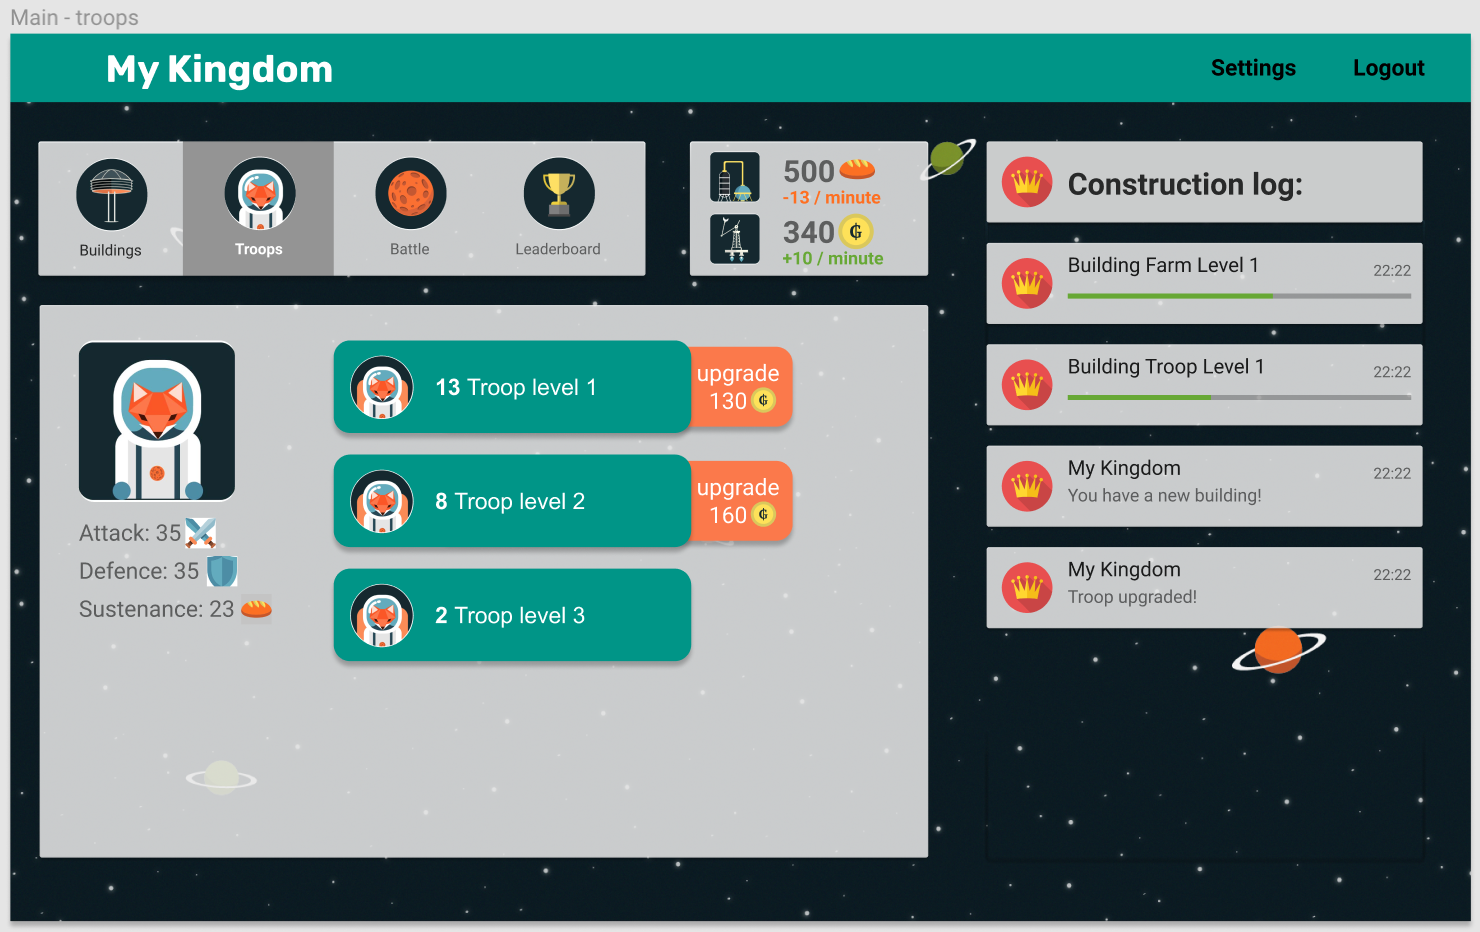 Main - troops
My Kingdom
Settings
Logout
Buildings
Troops
Battle
Leaderboard
500
-13 / minute
340
+10 / minute
Construction log:
Building Farm Level 1
22:22
Building Troop Level 1
22:22
My Kingdom
22:22
You have a new building!
My Kingdom
22:22
Troop upgraded!
Attack: 35
Defence: 35
Sustenance: 23
13 Troop level 1
upgrade
130
8 Troop level 2
upgrade
160
2 Troop level 3